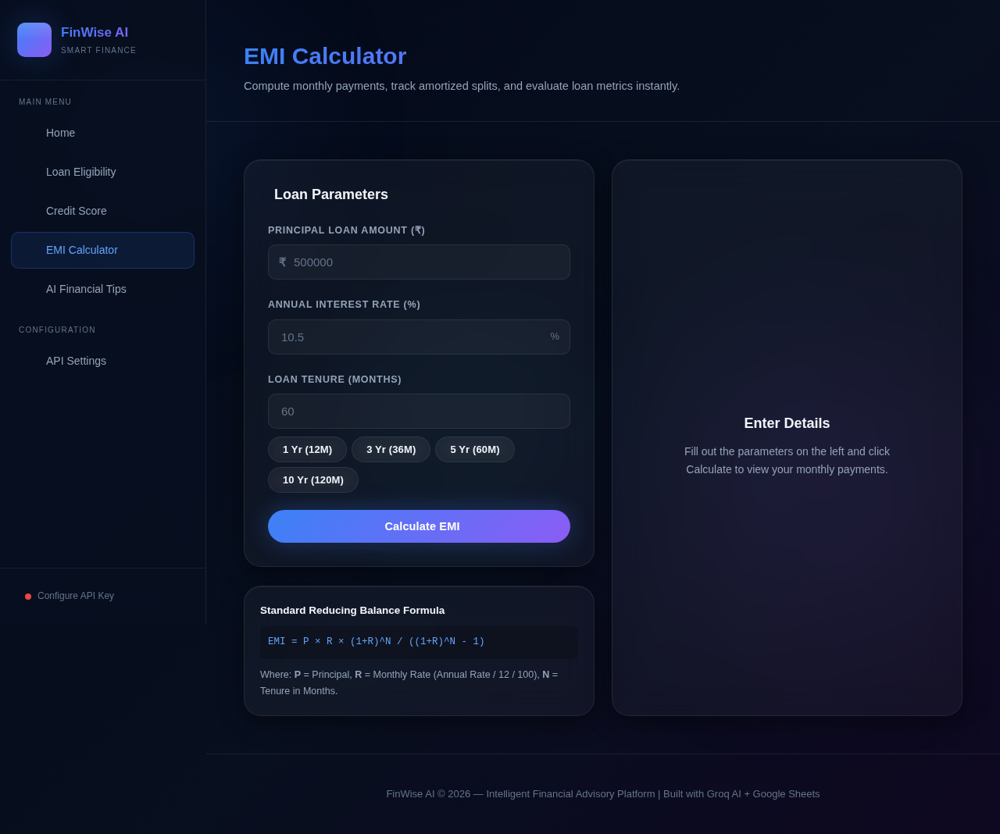 FinWise AI
SMART FINANCE
MAIN MENU
Home
Loan Eligibility
Credit Score
EMI Calculator
AI Financial Tips
CONFIGURATION
API Settings
Configure API Key
EMI Calculator
Compute monthly payments, track amortized splits, and evaluate loan metrics instantly.
Loan Parameters
PRINCIPAL LOAN AMOUNT (₹)
₹ 500000
ANNUAL INTEREST RATE (%)
10.5 %
LOAN TENURE (MONTHS)
60
1 Yr (12M) 3 Yr (36M) 5 Yr (60M)
10 Yr (120M)
Calculate EMI
Standard Reducing Balance Formula
EMI = P × R × (1+R)^N / ((1+R)^N - 1)
Where: P = Principal, R = Monthly Rate (Annual Rate / 12 / 100), N =
Tenure in Months.
Enter Details
Fill out the parameters on the left and click
Calculate to view your monthly payments.
FinWise AI © 2026 — Intelligent Financial Advisory Platform | Built with Groq AI + Google Sheets